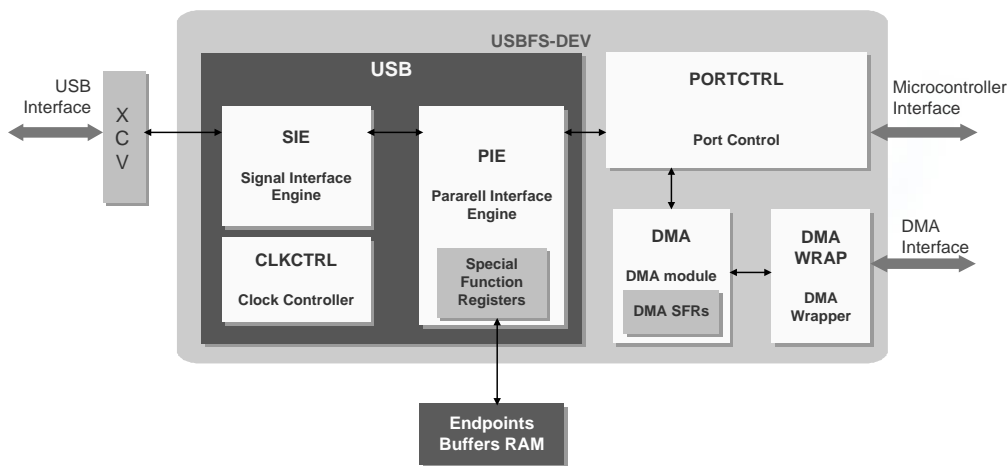 USBFS-DEV
USB
USB
Interface
X
C
V
SIE
Signal Interface
Engine
CLKCTRL
Clock Controller
PIE
Pararell Interface
Engine
Special
Function
Registers
PORTCTRL
Port Control
Microcontroller
Interface
DMA
DMA module
DMA SFRs
DMA
WRAP
DMA
Wrapper
DMA
Interface
Endpoints
Buffers RAM